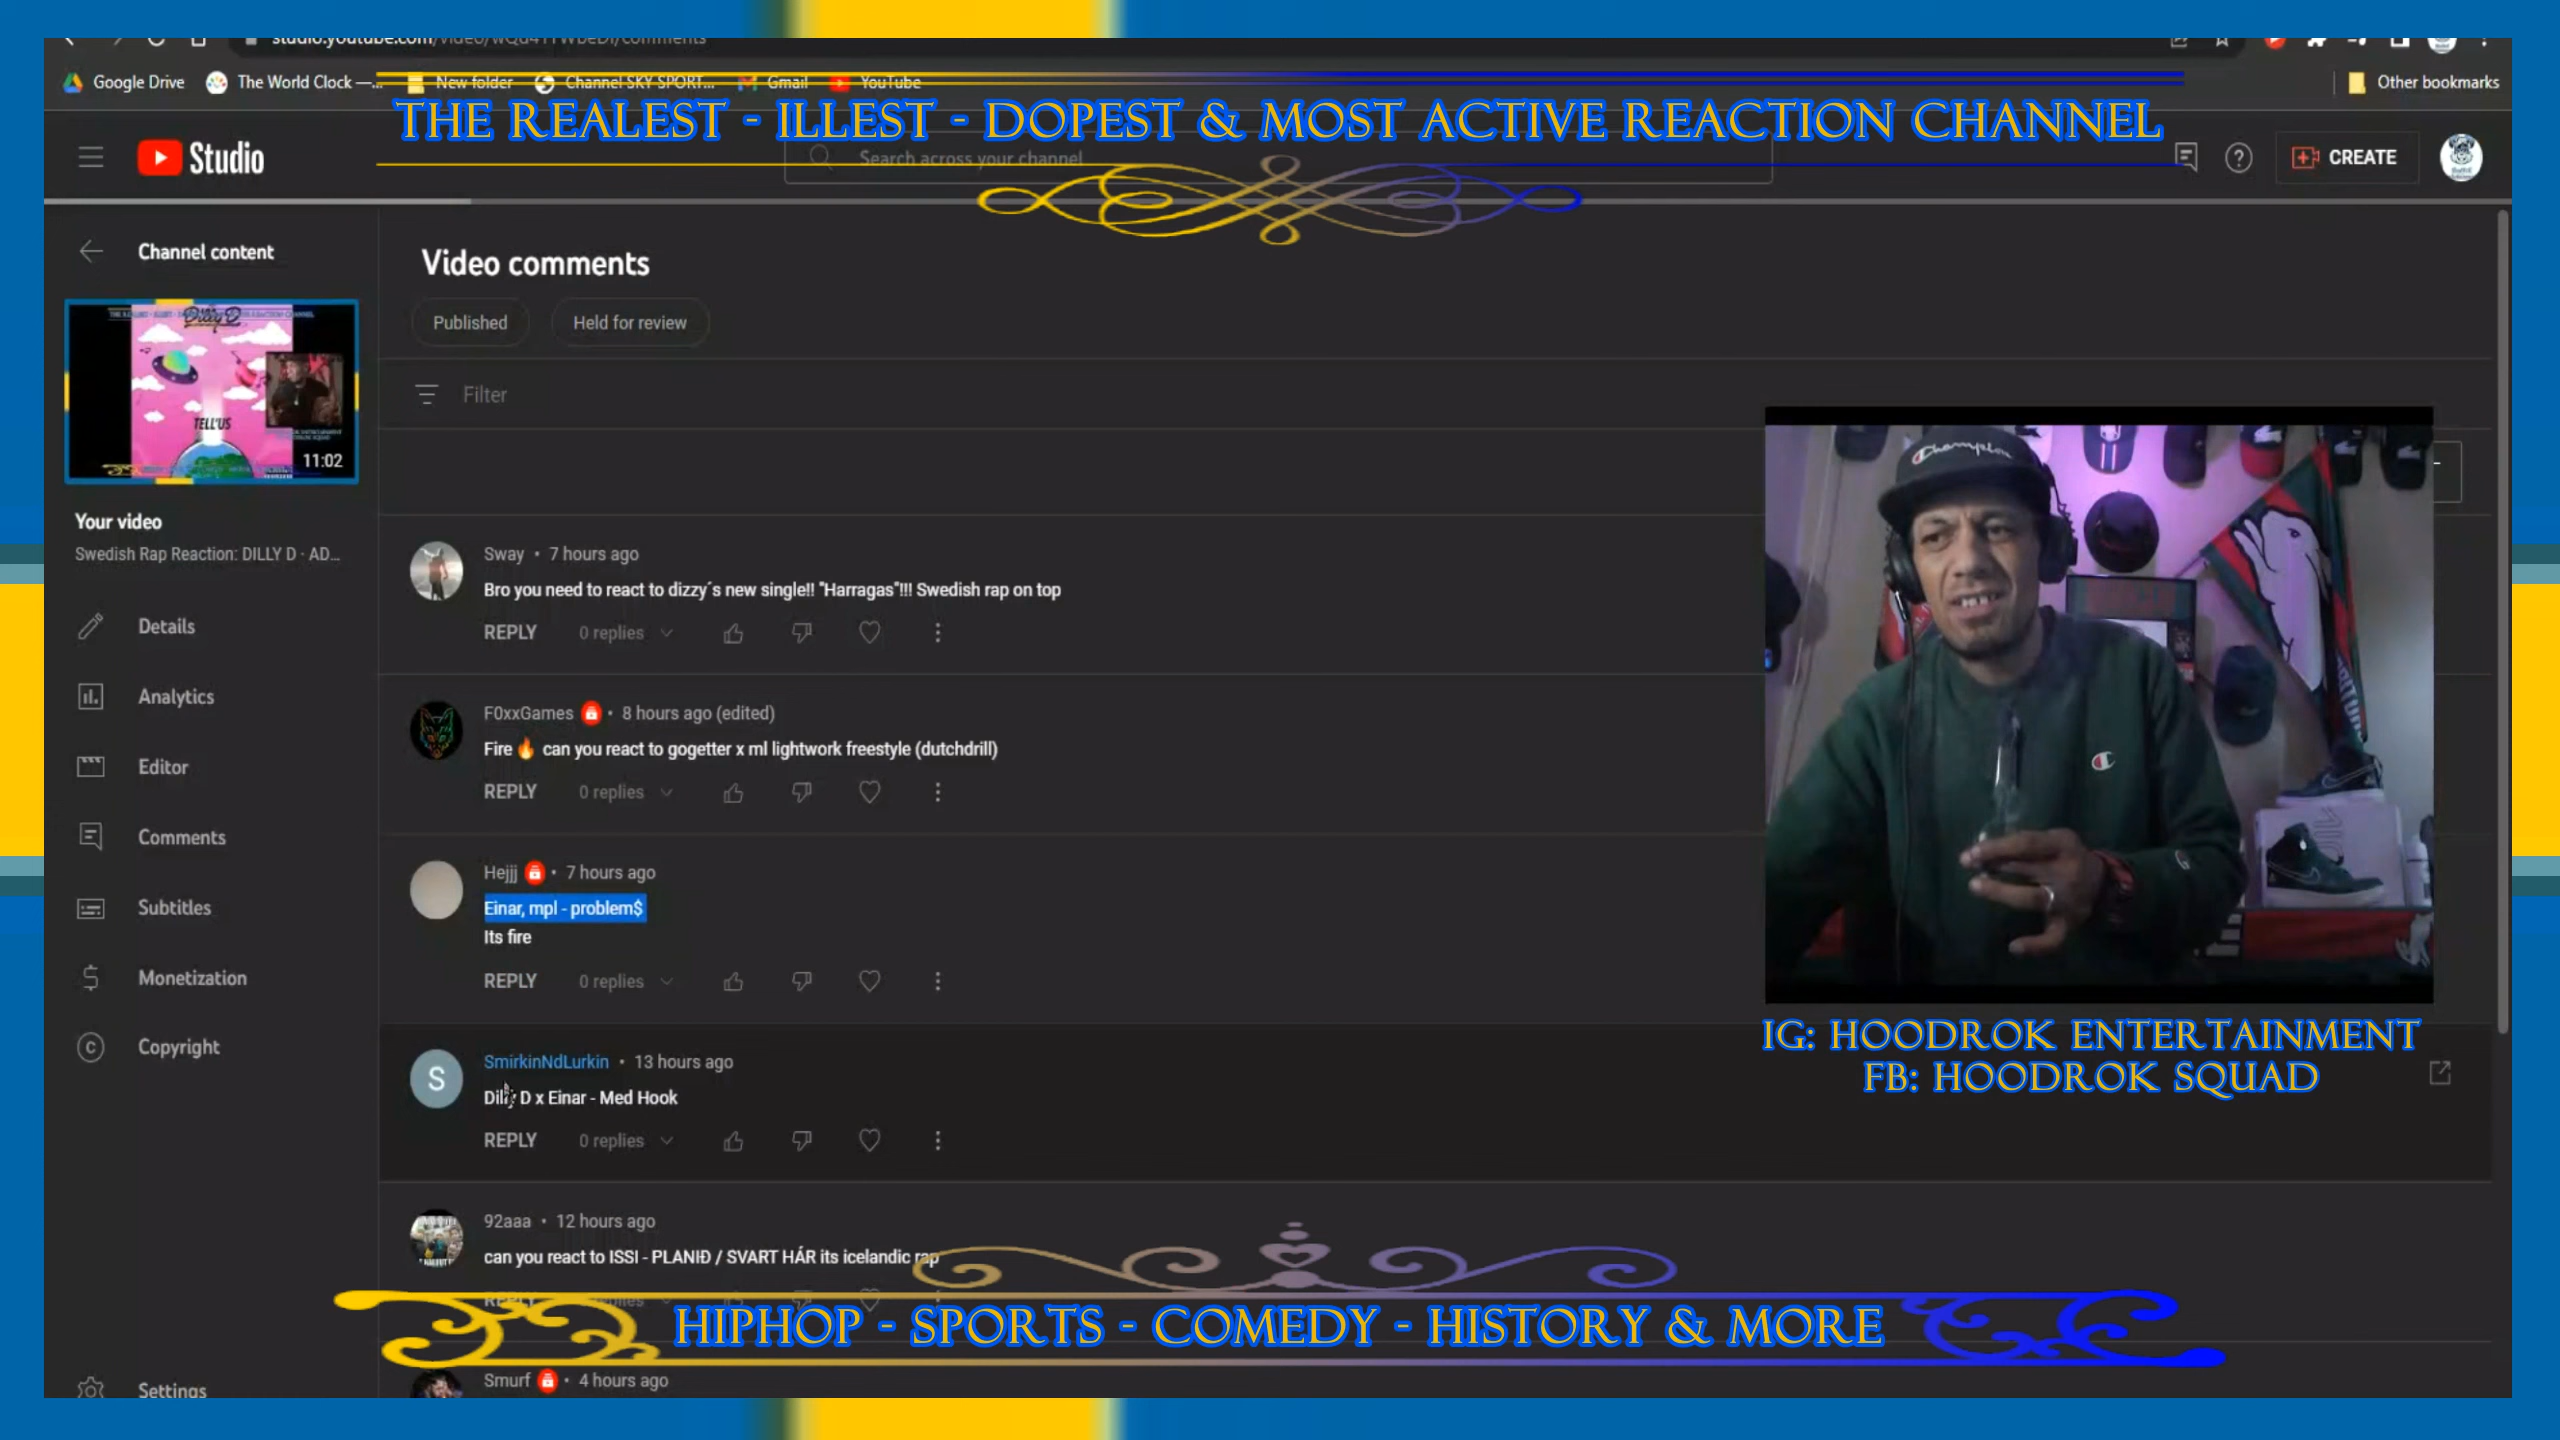 studio.youtube.com/video/
Google Drive
The World Clock —...
New folder
Channel SKY SPORT...
Gmail
YouTube
Other bookmarks
THE REALEST - ILLEST - DOPEST & MOST ACTIVE REACTION CHANNEL
Studio
Search across your channel
CREATE
Channel content
Video comments
Published
Held for review
Filter
Dilly D
TELL'US
11:02
Your video
Swedish Rap Reaction: DILLY D · AD...
Details
Analytics
Editor
Comments
Subtitles
Monetization
Copyright
Settings
Sway • 7 hours ago
Bro you need to react to dizzy´s new single!! "Harragas"!!! Swedish rap on top
REPLY 0 replies
F0xxGames • 8 hours ago (edited)
Fire 🔥 can you react to gogetter x ml lightwork freestyle (dutchdrill)
REPLY 0 replies
Hejjj • 7 hours ago
Einar, mpl - problem$
Its fire
REPLY 0 replies
S
SmirkinNdLurkin • 13 hours ago
Dilly D x Einar - Med Hook
REPLY 0 replies
92aaa • 12 hours ago
can you react to ISSI - PLANIÐ / SVART HÁR its icelandic rap
REPLY replies
Smurf • 4 hours ago
Champion
IG: HOODROK ENTERTAINMENT
FB: HOODROK SQUAD
HIPHOP - SPORTS - COMEDY - HISTORY & MORE